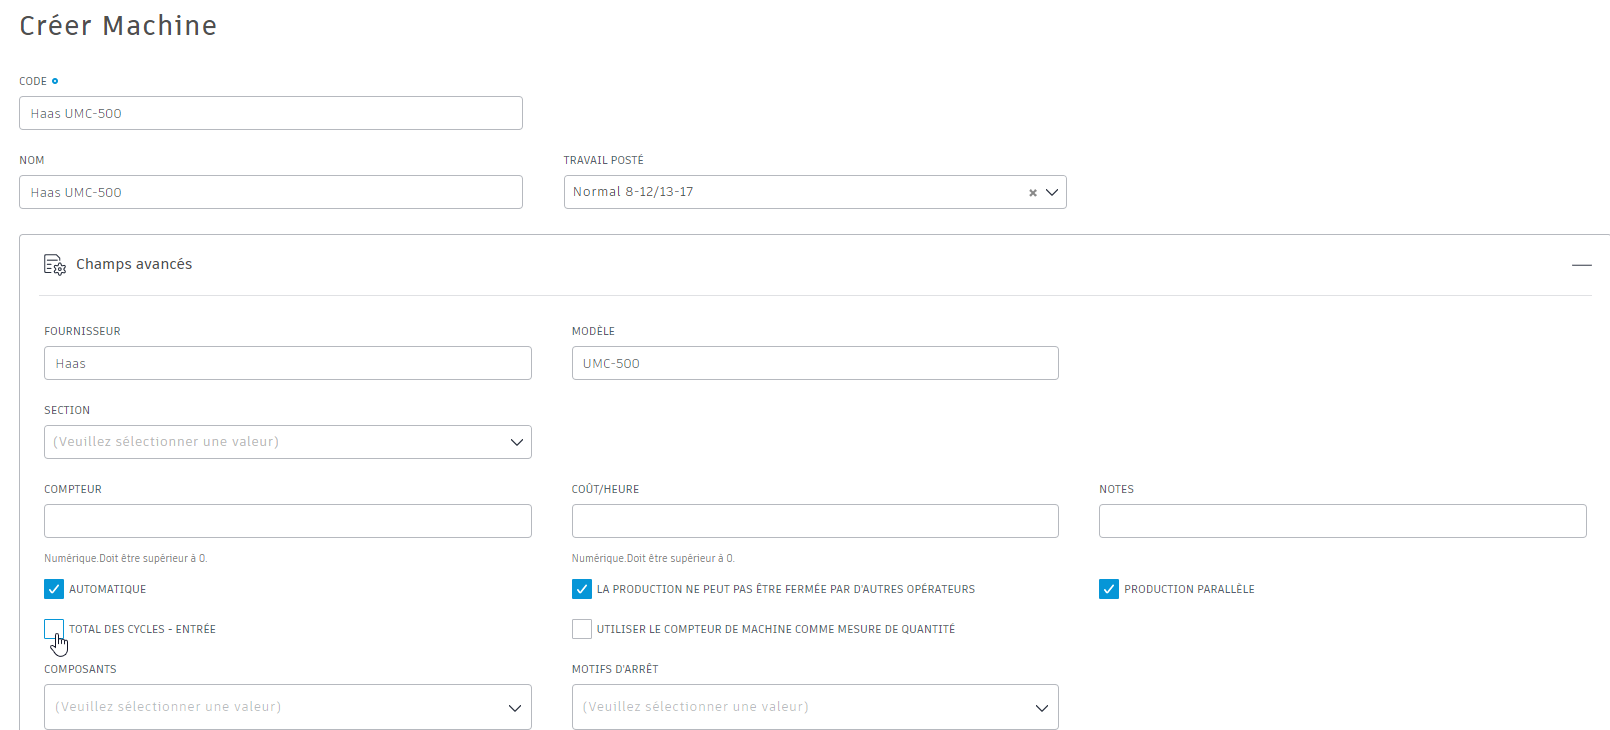 Créer Machine
CODE
Haas UMC-500
NOM
TRAVAIL POSTÉ
Haas UMC-500
Normal 8-12/13-17
Champs avancés
FOURNISSEUR
MODÈLE
Haas
UMC-500
SECTION
(Veuillez sélectionner une valeur)
COMPTEUR
COÛT/HEURE
NOTES
Numérique.Doit être supérieur à 0.
Numérique.Doit être supérieur à 0.
AUTOMATIQUE
LA PRODUCTION NE PEUT PAS ÊTRE FERMÉE PAR D'AUTRES OPÉRATEURS
PRODUCTION PARALLÈLE
TOTAL DES CYCLES - ENTRÉE
UTILISER LE COMPTEUR DE MACHINE COMME MESURE DE QUANTITÉ
COMPOSANTS
MOTIFS D'ARRÊT
(Veuillez sélectionner une valeur)
(Veuillez sélectionner une valeur)